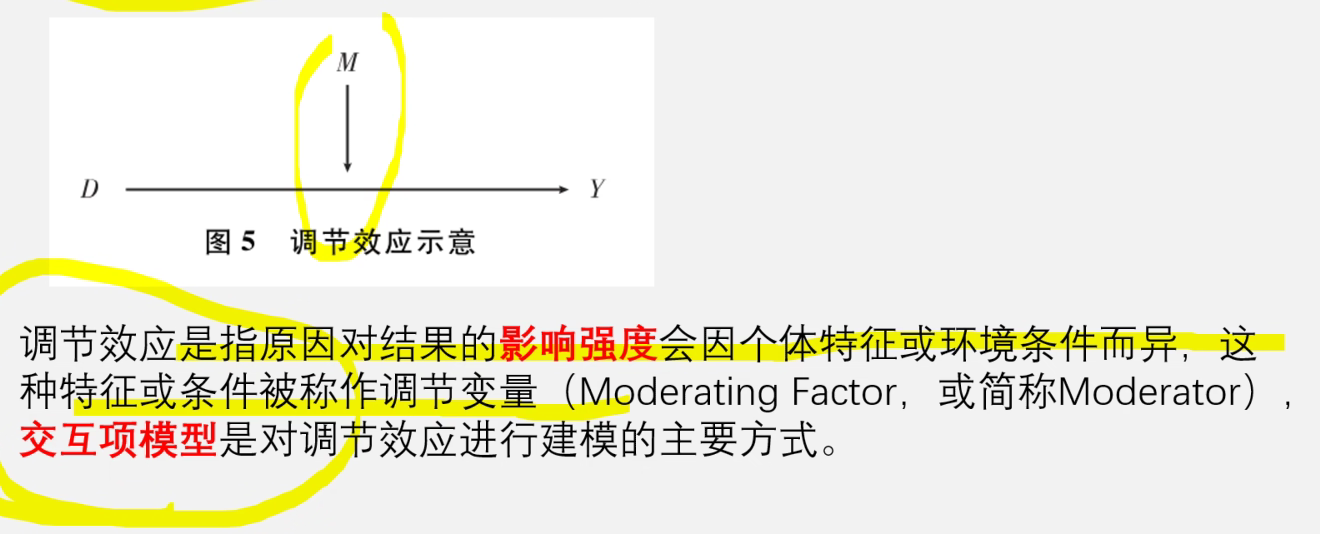 M
D Y
图 5 调节效应示意
调节效应是指原因对结果的影响强度会因个体特征或环境条件而异，这
种特征或条件被称作调节变量（Moderating Factor，或简称Moderator），
交互项模型是对调节效应进行建模的主要方式。